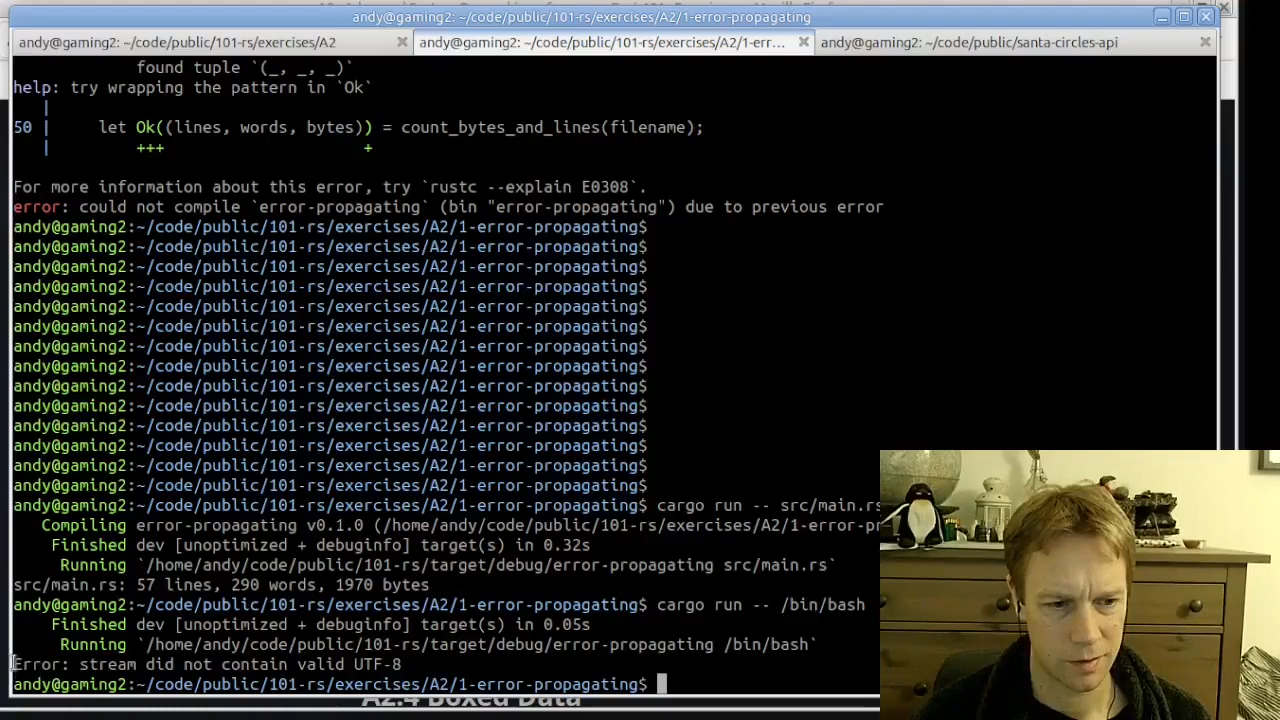 andy@gaming2: ~/code/public/101-rs/exercises/A2/1-error-propagating
andy@gaming2: ~/code/public/101-rs/exercises/A2
andy@gaming2: ~/code/public/101-rs/exercises/A2/1-err...
andy@gaming2: ~/code/public/santa-circles-api
found tuple `(_, _, _)`
help: try wrapping the pattern in `Ok`
|
50 | let Ok((lines, words, bytes)) = count_bytes_and_lines(filename);
| +++ +
For more information about this error, try `rustc --explain E0308`.
error: could not compile `error-propagating` (bin "error-propagating") due to previous error
andy@gaming2:~/code/public/101-rs/exercises/A2/1-error-propagating$
andy@gaming2:~/code/public/101-rs/exercises/A2/1-error-propagating$
andy@gaming2:~/code/public/101-rs/exercises/A2/1-error-propagating$
andy@gaming2:~/code/public/101-rs/exercises/A2/1-error-propagating$
andy@gaming2:~/code/public/101-rs/exercises/A2/1-error-propagating$
andy@gaming2:~/code/public/101-rs/exercises/A2/1-error-propagating$
andy@gaming2:~/code/public/101-rs/exercises/A2/1-error-propagating$
andy@gaming2:~/code/public/101-rs/exercises/A2/1-error-propagating$
andy@gaming2:~/code/public/101-rs/exercises/A2/1-error-propagating$
andy@gaming2:~/code/public/101-rs/exercises/A2/1-error-propagating$
andy@gaming2:~/code/public/101-rs/exercises/A2/1-error-propagating$
andy@gaming2:~/code/public/101-rs/exercises/A2/1-error-propagating$
andy@gaming2:~/code/public/101-rs/exercises/A2/1-error-propagating$
andy@gaming2:~/code/public/101-rs/exercises/A2/1-error-propagating$
andy@gaming2:~/code/public/101-rs/exercises/A2/1-error-propagating$ cargo run -- src/main.rs
Compiling error-propagating v0.1.0 (/home/andy/code/public/101-rs/exercises/A2/1-error-pr
Finished dev [unoptimized + debuginfo] target(s) in 0.32s
Running `/home/andy/code/public/101-rs/target/debug/error-propagating src/main.rs`
src/main.rs: 57 lines, 290 words, 1970 bytes
andy@gaming2:~/code/public/101-rs/exercises/A2/1-error-propagating$ cargo run -- /bin/bash
Finished dev [unoptimized + debuginfo] target(s) in 0.05s
Running `/home/andy/code/public/101-rs/target/debug/error-propagating /bin/bash`
Error: stream did not contain valid UTF-8
andy@gaming2:~/code/public/101-rs/exercises/A2/1-error-propagating$
A2.4 Boxed Data